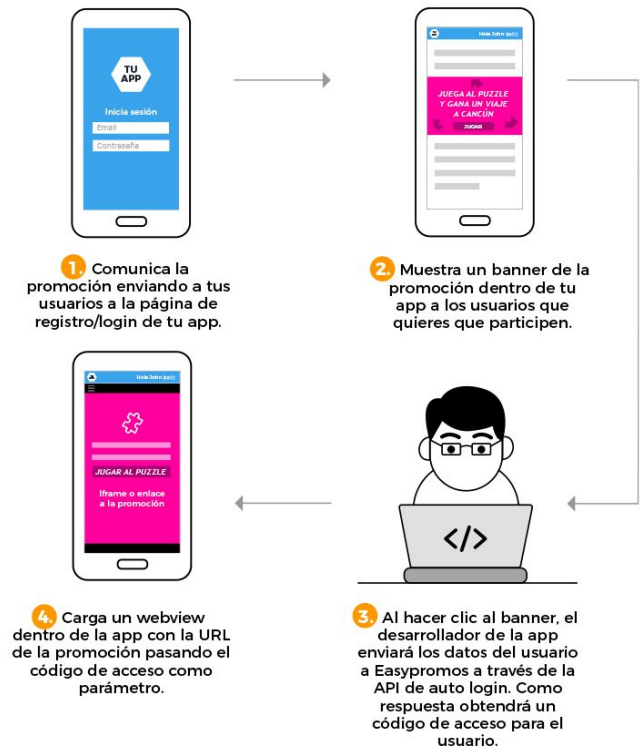 TU
APP
Inicia sesión
Email
Contraseña
1. Comunica la
promoción enviando a tus
usuarios a la página de
registro/login de tu app.
Hola John (salir)
JUEGA AL PUZZLE
Y GANA UN VIAJE
A CANCÚN
JUGAR
2. Muestra un banner de la
promoción dentro de tu
app a los usuarios que
quieres que participen.
</>
3. Al hacer clic al banner, el
desarrollador de la app
enviará los datos del usuario
a Easypromos a través de la
API de auto login. Como
respuesta obtendrá un
código de acceso para el
usuario.
Hola John (salir)
JUGAR AL PUZZLE
Iframe o enlace
a la promoción
4. Carga un webview
dentro de la app con la URL
de la promoción pasando el
código de acceso como
parámetro.